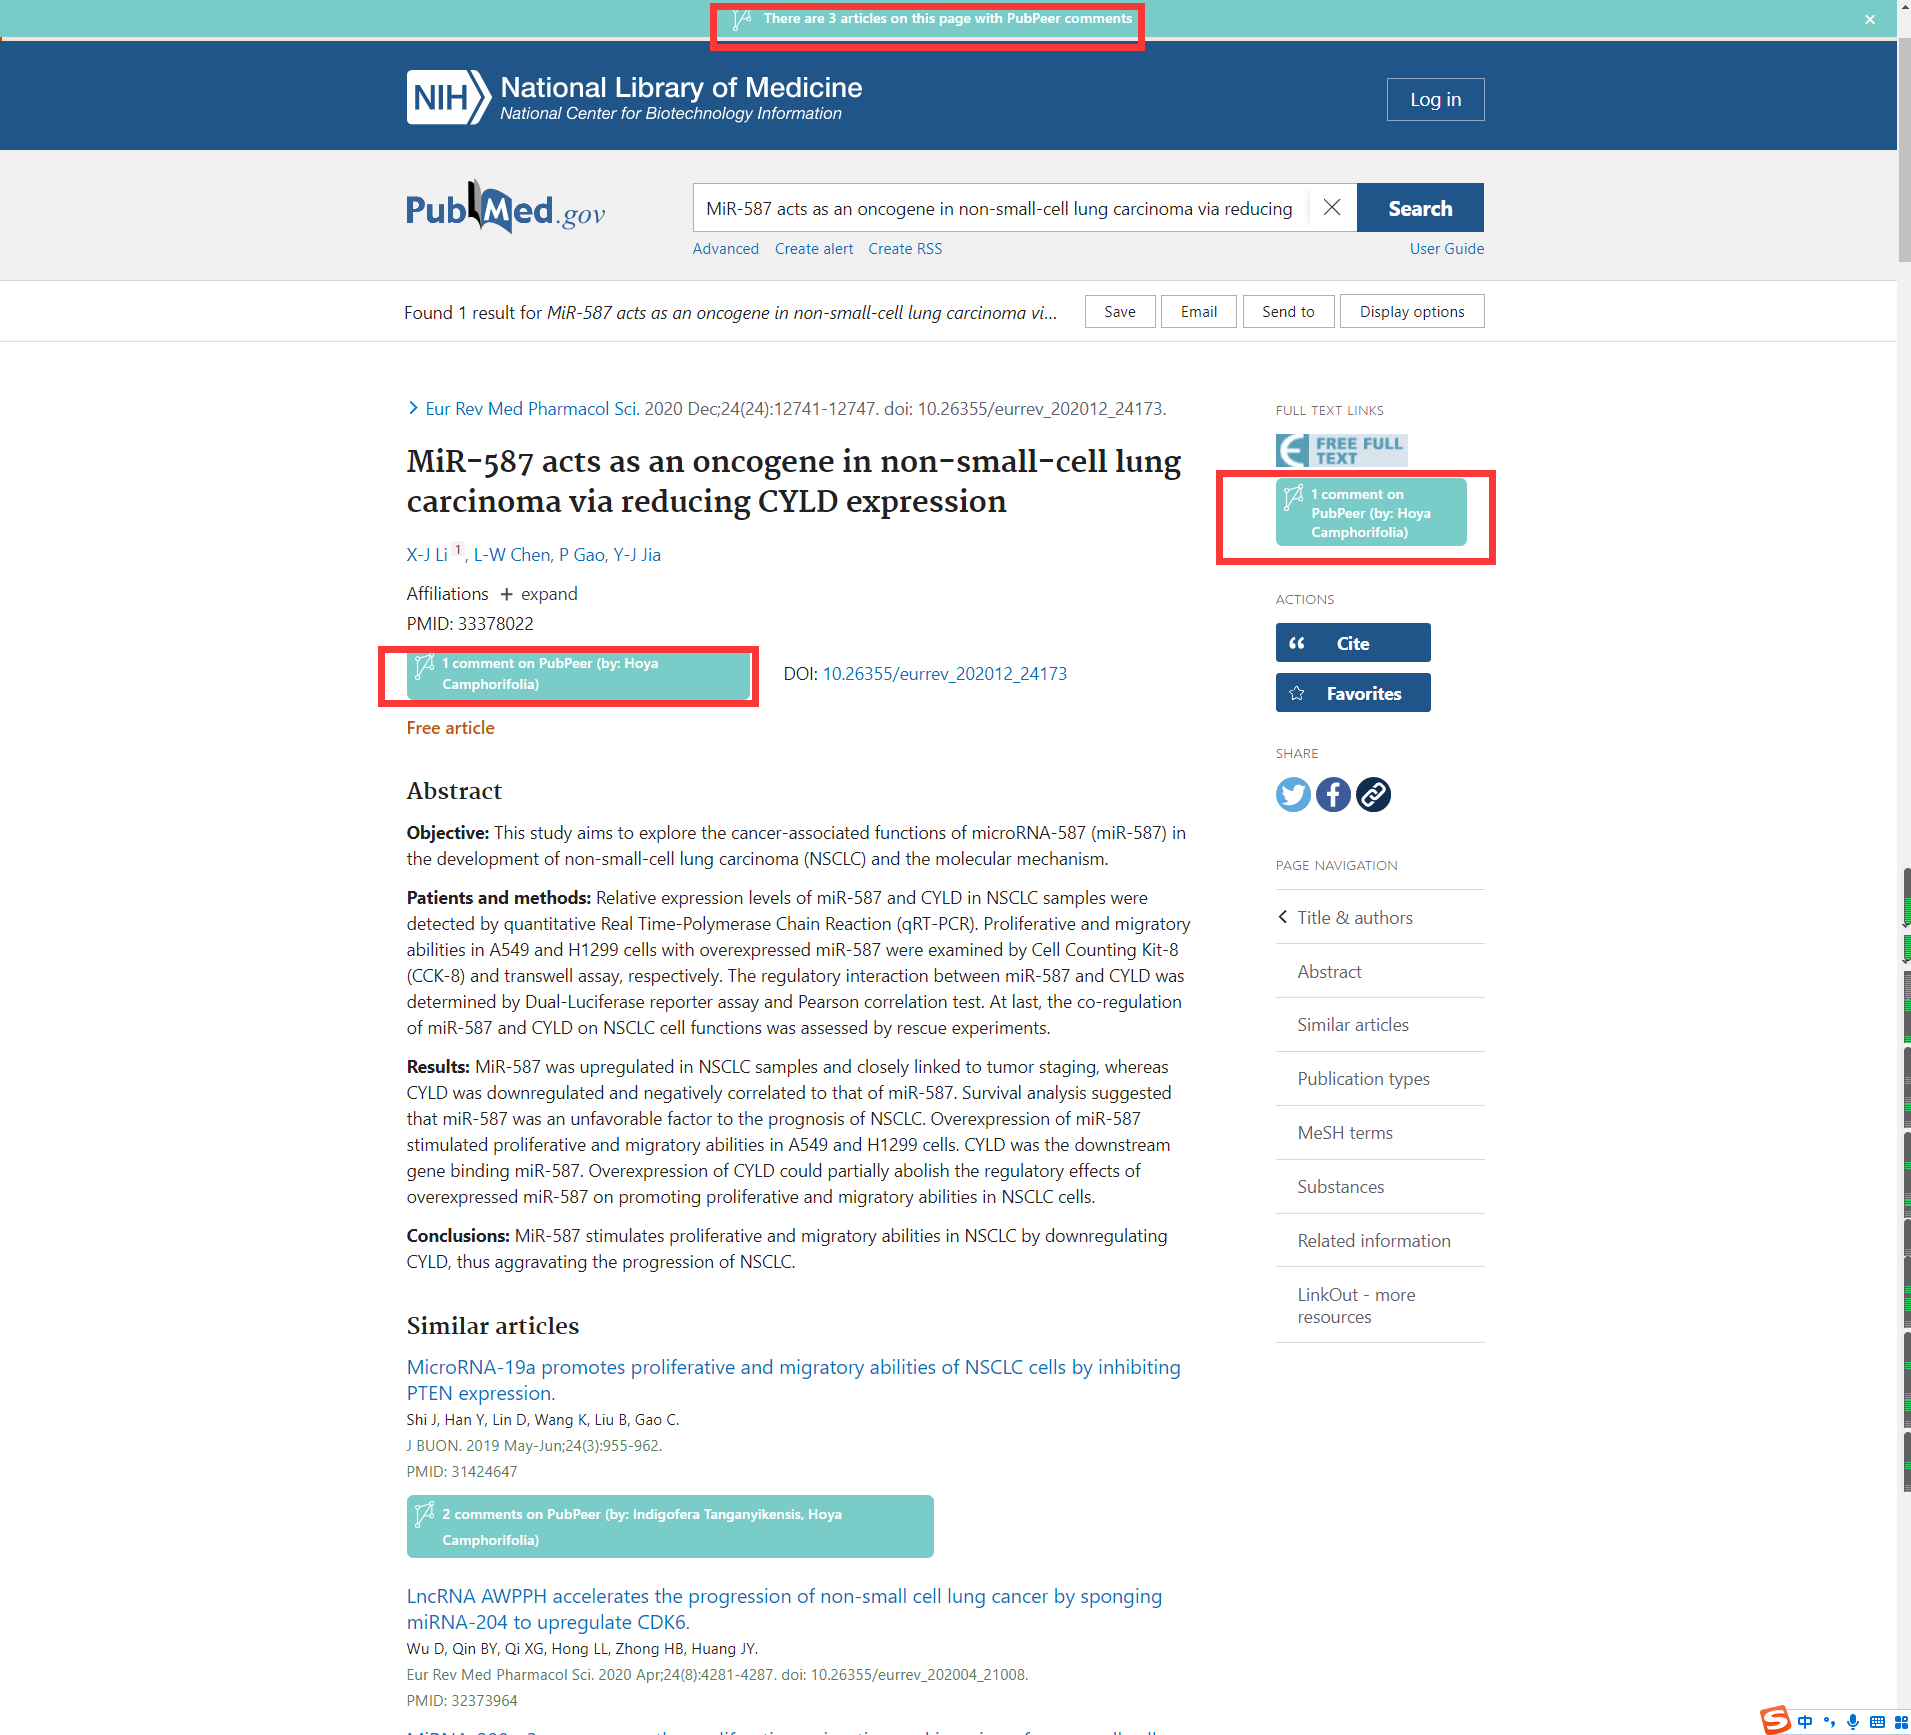 There are 3 articles on this page with PubPeer comments
NIH National Library of Medicine
National Center for Biotechnology Information
Log in
PubMed.gov
MiR-587 acts as an oncogene in non-small-cell lung carcinoma via reducing
Search
Advanced Create alert Create RSS
User Guide
Found 1 result for MiR-587 acts as an oncogene in non-small-cell lung carcinoma vi...
Save Email Send to Display options
Eur Rev Med Pharmacol Sci. 2020 Dec;24(24):12741-12747. doi: 10.26355/eurrev_202012_24173.
MiR-587 acts as an oncogene in non-small-cell lung
carcinoma via reducing CYLD expression
X-J Li 1, L-W Chen, P Gao, Y-J Jia
Affiliations + expand
PMID: 33378022
1 comment on PubPeer (by: Hoya
Camphorifolia)
DOI: 10.26355/eurrev_202012_24173
Free article
Abstract
Objective: This study aims to explore the cancer-associated functions of microRNA-587 (miR-587) in
the development of non-small-cell lung carcinoma (NSCLC) and the molecular mechanism.
Patients and methods: Relative expression levels of miR-587 and CYLD in NSCLC samples were
detected by quantitative Real Time-Polymerase Chain Reaction (qRT-PCR). Proliferative and migratory
abilities in A549 and H1299 cells with overexpressed miR-587 were examined by Cell Counting Kit-8
(CCK-8) and transwell assay, respectively. The regulatory interaction between miR-587 and CYLD was
determined by Dual-Luciferase reporter assay and Pearson correlation test. At last, the co-regulation
of miR-587 and CYLD on NSCLC cell functions was assessed by rescue experiments.
Results: MiR-587 was upregulated in NSCLC samples and closely linked to tumor staging, whereas
CYLD was downregulated and negatively correlated to that of miR-587. Survival analysis suggested
that miR-587 was an unfavorable factor to the prognosis of NSCLC. Overexpression of miR-587
stimulated proliferative and migratory abilities in A549 and H1299 cells. CYLD was the downstream
gene binding miR-587. Overexpression of CYLD could partially abolish the regulatory effects of
overexpressed miR-587 on promoting proliferative and migratory abilities in NSCLC cells.
Conclusions: MiR-587 stimulates proliferative and migratory abilities in NSCLC by downregulating
CYLD, thus aggravating the progression of NSCLC.
Similar articles
MicroRNA-19a promotes proliferative and migratory abilities of NSCLC cells by inhibiting
PTEN expression.
Shi J, Han Y, Lin D, Wang K, Liu B, Gao C.
J BUON. 2019 May-Jun;24(3):955-962.
PMID: 31424647
2 comments on PubPeer (by: Indigofera Tanganyikensis, Hoya
Camphorifolia)
LncRNA AWPPH accelerates the progression of non-small cell lung cancer by sponging
miRNA-204 to upregulate CDK6.
Wu D, Qin BY, Qi XG, Hong LL, Zhong HB, Huang JY.
Eur Rev Med Pharmacol Sci. 2020 Apr;24(8):4281-4287. doi: 10.26355/eurrev_202004_21008.
PMID: 32373964
FULL TEXT LINKS
FREE FULL
TEXT
1 comment on
PubPeer (by: Hoya
Camphorifolia)
ACTIONS
Cite
Favorites
SHARE
PAGE NAVIGATION
Title & authors
Abstract
Similar articles
Publication types
MeSH terms
Substances
Related information
LinkOut - more
resources
中